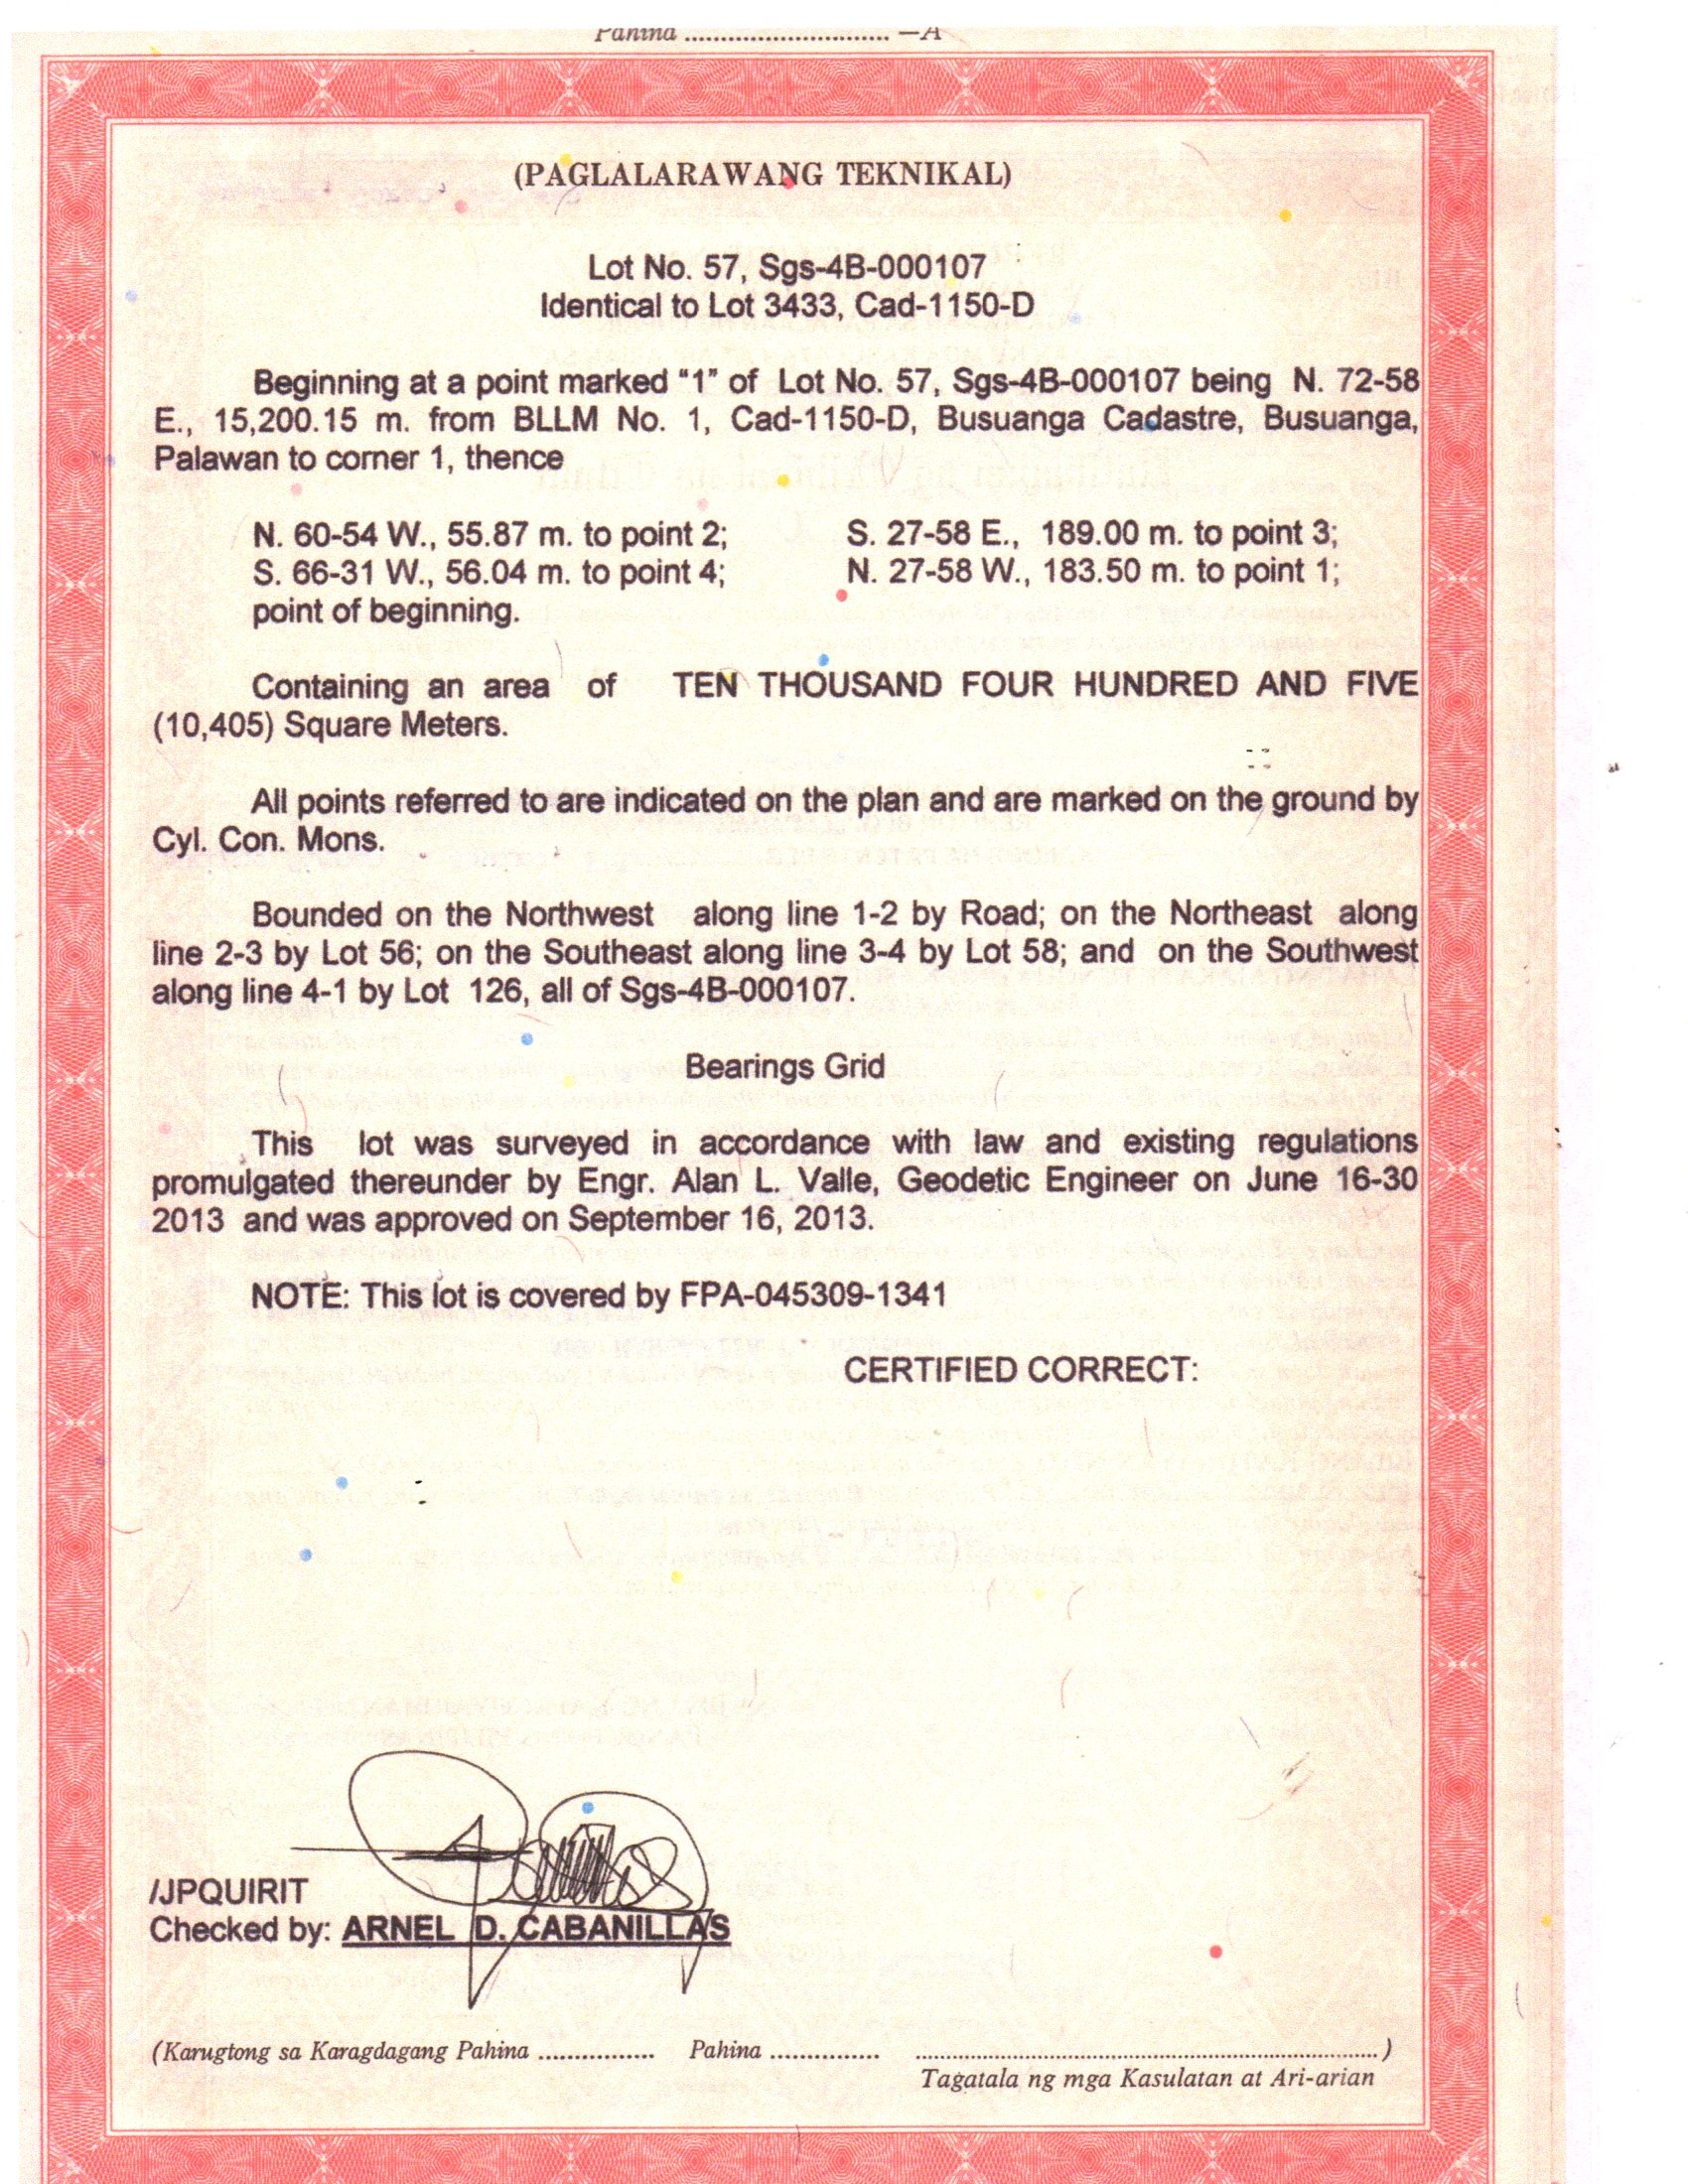 Pahina ............................ —A
(PAGLALARAWANG TEKNIKAL)
Lot No. 57, Sgs-4B-000107
Identical to Lot 3433, Cad-1150-D
Beginning at a point marked “1” of Lot No. 57, Sgs-4B-000107 being N. 72-58
E., 15,200.15 m. from BLLM No. 1, Cad-1150-D, Busuanga Cadastre, Busuanga,
Palawan to corner 1, thence
N. 60-54 W., 55.87 m. to point 2; S. 27-58 E., 189.00 m. to point 3;
S. 66-31 W., 56.04 m. to point 4; N. 27-58 W., 183.50 m. to point 1;
point of beginning.
Containing an area of TEN THOUSAND FOUR HUNDRED AND FIVE
(10,405) Square Meters.
All points referred to are indicated on the plan and are marked on the ground by
Cyl. Con. Mons.
Bounded on the Northwest along line 1-2 by Road; on the Northeast along
line 2-3 by Lot 56; on the Southeast along line 3-4 by Lot 58; and on the Southwest
along line 4-1 by Lot 126, all of Sgs-4B-000107.
Bearings Grid
This lot was surveyed in accordance with law and existing regulations
promulgated thereunder by Engr. Alan L. Valle, Geodetic Engineer on June 16-30
2013 and was approved on September 16, 2013.
NOTE: This lot is covered by FPA-045309-1341
CERTIFIED CORRECT:
/JPQUIRIT
Checked by: ARNEL D. CABANILLAS
(Karugtong sa Karagdagang Pahina ................ Pahina ............... ................................................................)
Tagatala ng mga Kasulatan at Ari-arian